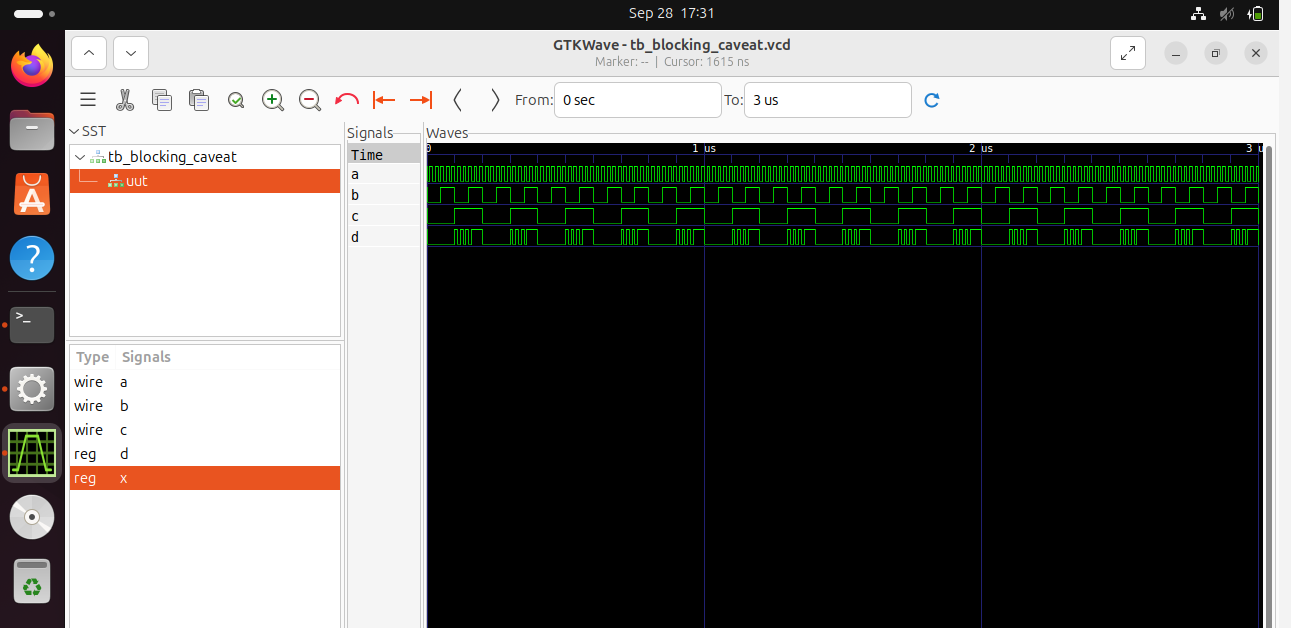 Sep 28 17:31
GTKWave - tb_blocking_caveat.vcd
Marker: -- | Cursor: 1615 ns
From: 0 sec To: 3 us
SST
Signals
Waves
tb_blocking_caveat
uut
Time
0 1 us 2 us 3 u
a
b
c
d
Type Signals
wire a
wire b
wire c
reg d
reg x